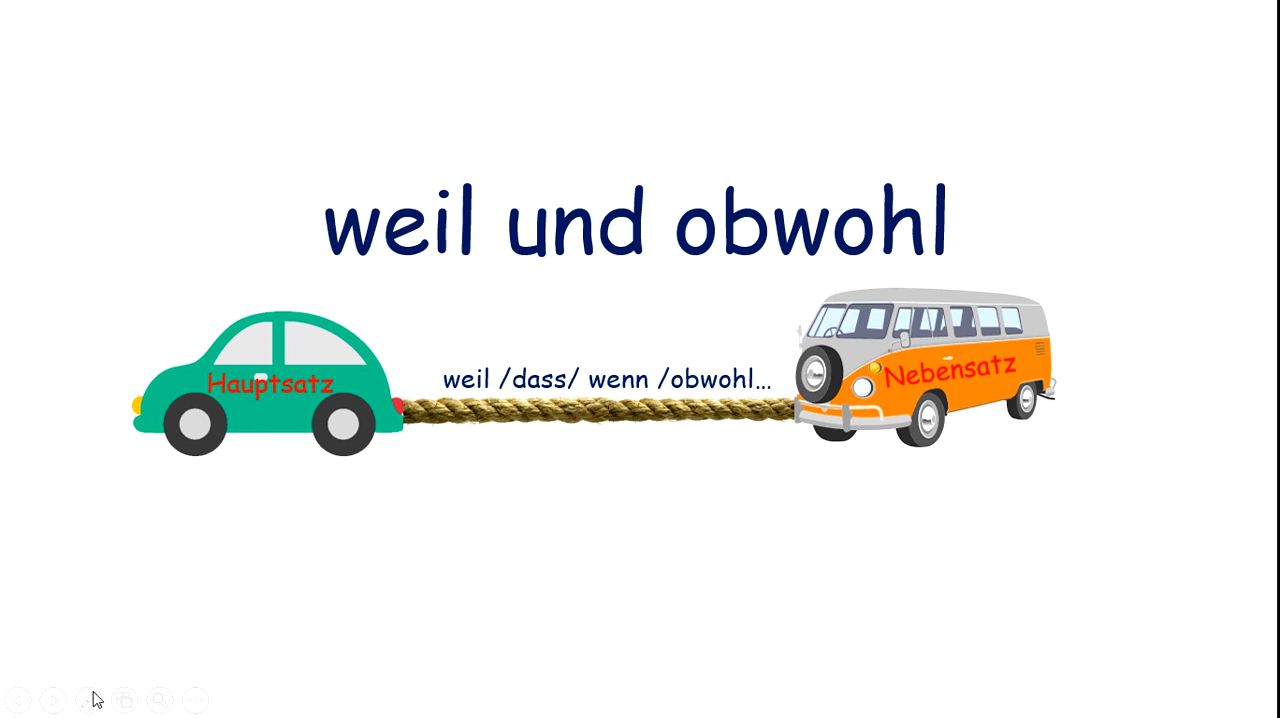 weil und obwohl
weil /dass/ wenn /obwohl...
Hauptsatz
Nebensatz